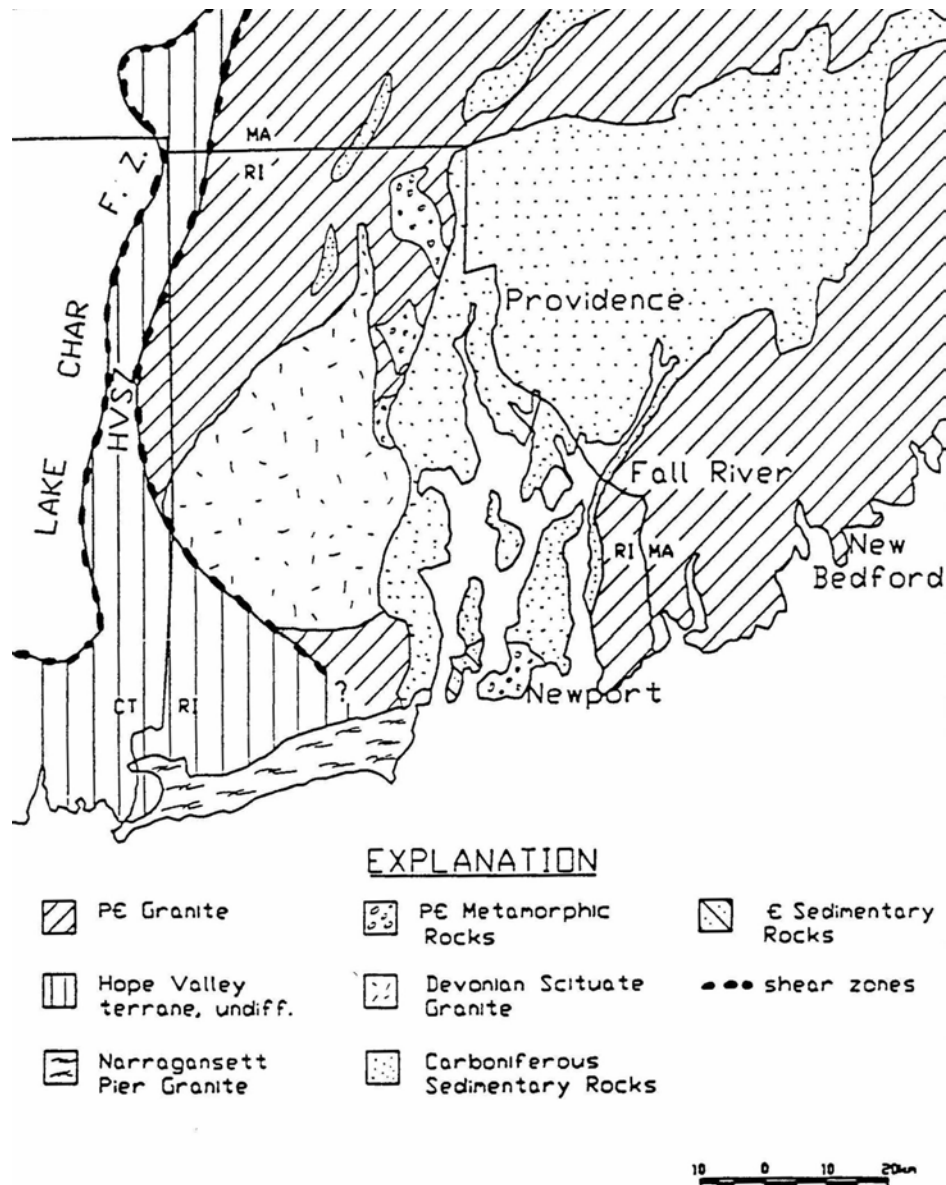 MA
RI
F. Z.
CHAR
LAKE
HVSZ
Providence
Fall River
RI MA
New
Bedford
?
Newport
CT RI
EXPLANATION
PЄ Granite
PЄ Metamorphic
Rocks
Є Sedimentary
Rocks
Hope Valley
terrane, undiff.
Devonian Scituate
Granite
shear zones
Narragansett
Pier Granite
Carboniferous
Sedimentary Rocks
10 0 10 20km